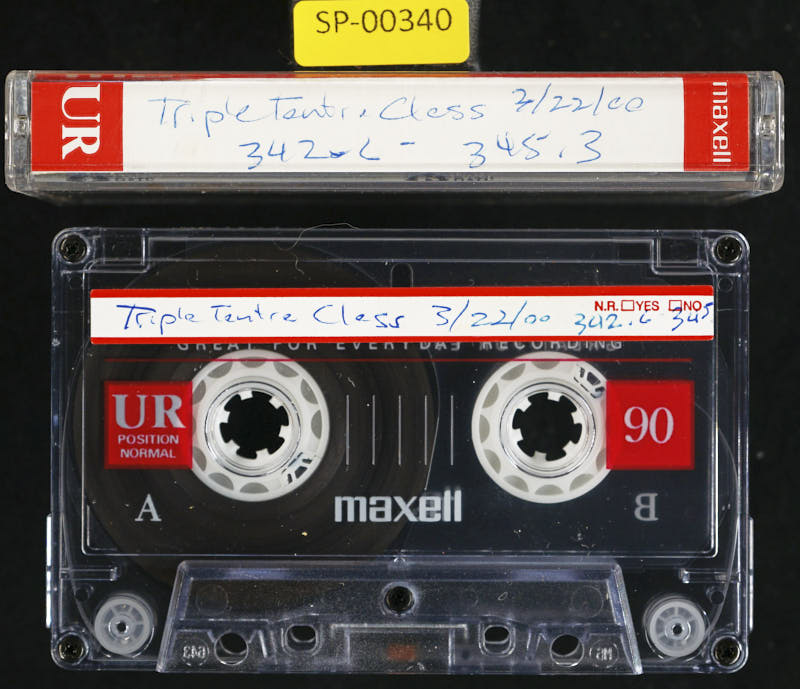 SP-00340
UR
Triple Tantra Class 3/22/00
342.6 - 345.3
maxell
N.R. YES NO
Triple Tantra Class 3/22/00 342.6 345
GREAT FOR EVERYDAY RECORDING
UR
POSITION
NORMAL
90
A
maxell
B